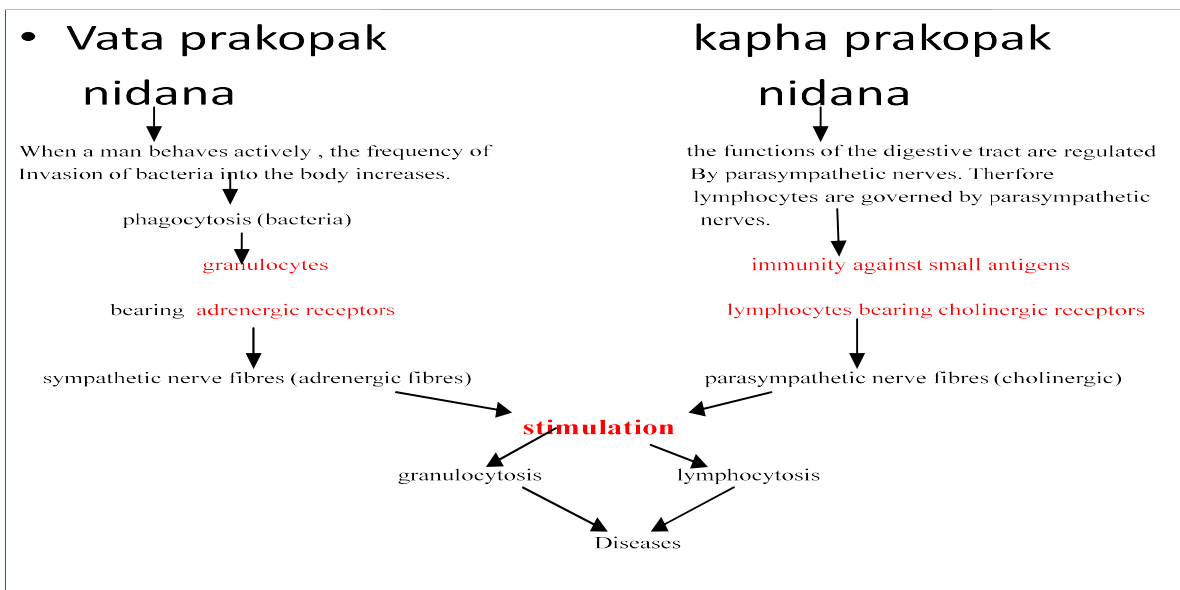 • Vata prakopak
nidana
When a man behaves actively , the frequency of
Invasion of bacteria into the body increases.
phagocytosis (bacteria)
granulocytes
bearing adrenergic receptors
sympathetic nerve fibres (adrenergic fibres)
kapha prakopak
nidana
the functions of the digestive tract are regulated
By parasympathetic nerves. Therfore
lymphocytes are governed by parasympathetic
nerves.
immunity against small antigens
lymphocytes bearing cholinergic receptors
parasympathetic nerve fibres (cholinergic)
stimulation
granulocytosis
lymphocytosis
Diseases